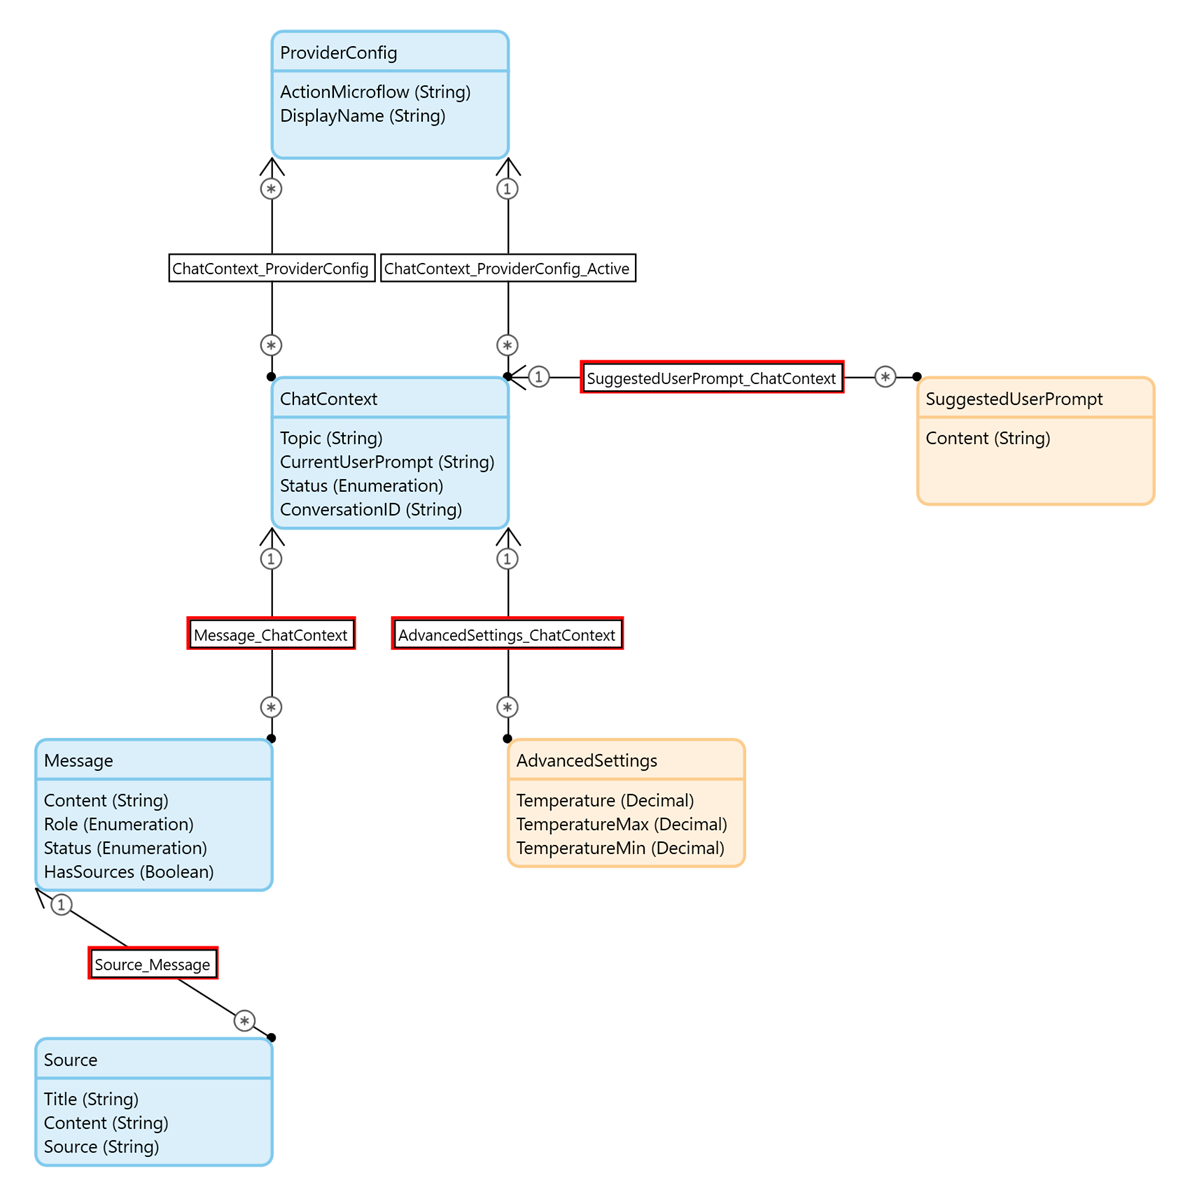 ProviderConfig
ActionMicroflow (String)
DisplayName (String)
*
1
ChatContext_ProviderConfig
ChatContext_ProviderConfig_Active
*
*
1
SuggestedUserPrompt_ChatContext
*
ChatContext
Topic (String)
CurrentUserPrompt (String)
Status (Enumeration)
ConversationID (String)
SuggestedUserPrompt
Content (String)
1
1
Message_ChatContext
AdvancedSettings_ChatContext
*
*
Message
Content (String)
Role (Enumeration)
Status (Enumeration)
HasSources (Boolean)
AdvancedSettings
Temperature (Decimal)
TemperatureMax (Decimal)
TemperatureMin (Decimal)
1
Source_Message
*
Source
Title (String)
Content (String)
Source (String)